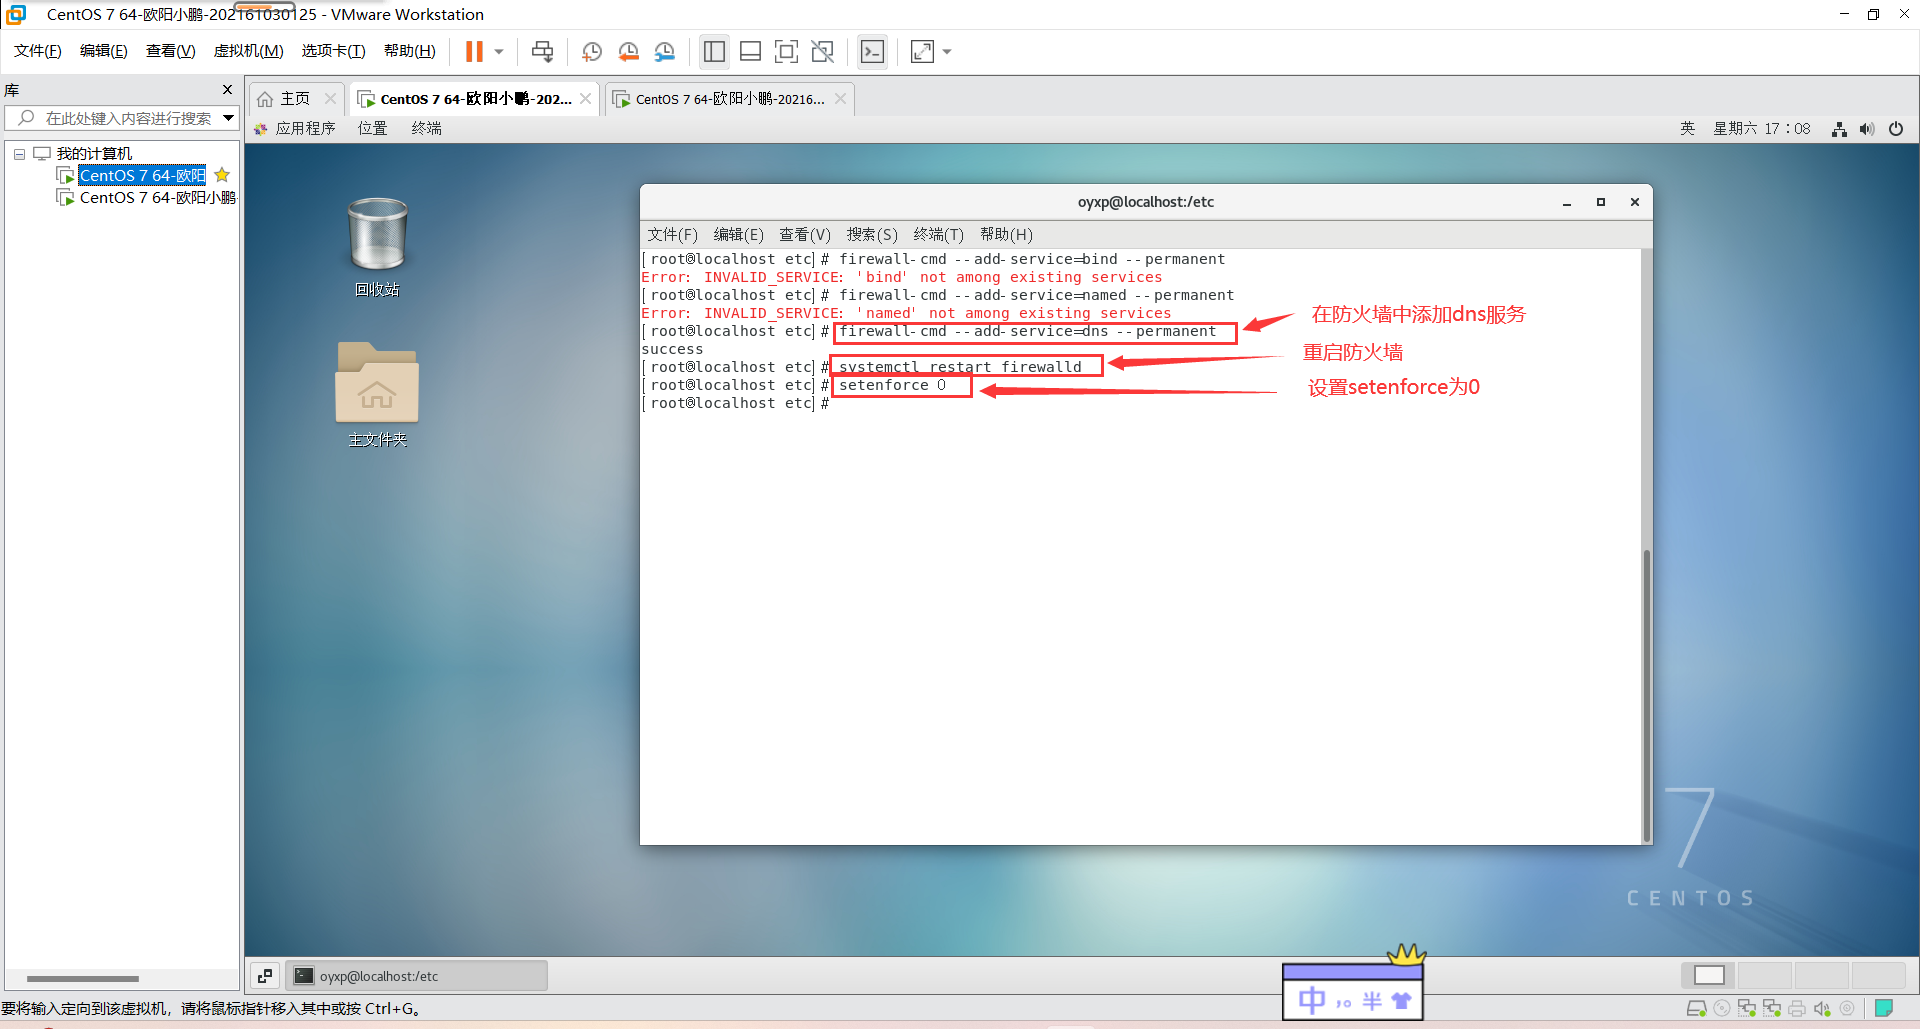 CentOS 7 64-欧阳小鹏-202161030125 - VMware Workstation
文件(F) 编辑(E) 查看(V) 虚拟机(M) 选项卡(T) 帮助(H)
库
在此处键入内容进行搜索
我的计算机
CentOS 7 64-欧阳
CentOS 7 64-欧阳小鹏-
主页
CentOS 7 64-欧阳小鹏-202...
CentOS 7 64-欧阳小鹏-20216...
应用程序 位置 终端
英 星期六 17：08
回收站
主文件夹
oyxp@localhost:/etc
文件(F) 编辑(E) 查看(V) 搜索(S) 终端(T) 帮助(H)
[root@localhost etc]# firewall-cmd --add-service=bind --permanent
Error: INVALID_SERVICE: 'bind' not among existing services
[root@localhost etc]# firewall-cmd --add-service=named --permanent
Error: INVALID_SERVICE: 'named' not among existing services
[root@localhost etc]# firewall-cmd --add-service=dns --permanent
success
[root@localhost etc]# systemctl restart firewalld
[root@localhost etc]# setenforce 0
[root@localhost etc]#
在防火墙中添加dns服务
重启防火墙
设置setenforce为0
7
CENTOS
oyxp@localhost:/etc
中 ，。半
要将输入定向到该虚拟机，请将鼠标指针移入其中或按 Ctrl+G。